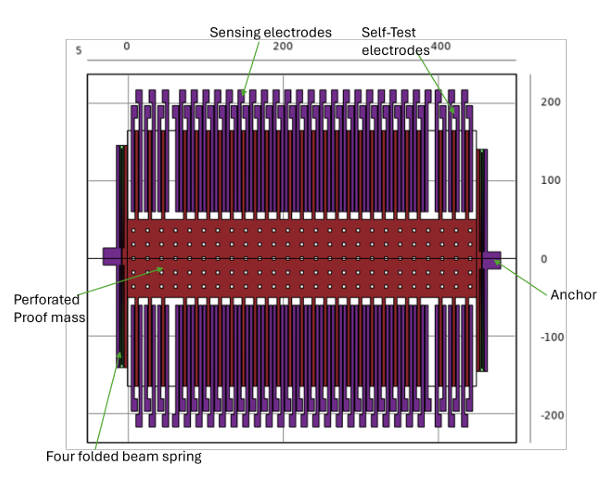 Sensing electrodes
Self-Test
electrodes
5
0
200
400
200
100
0
Anchor
Perforated
Proof mass
-100
-200
Four folded beam spring